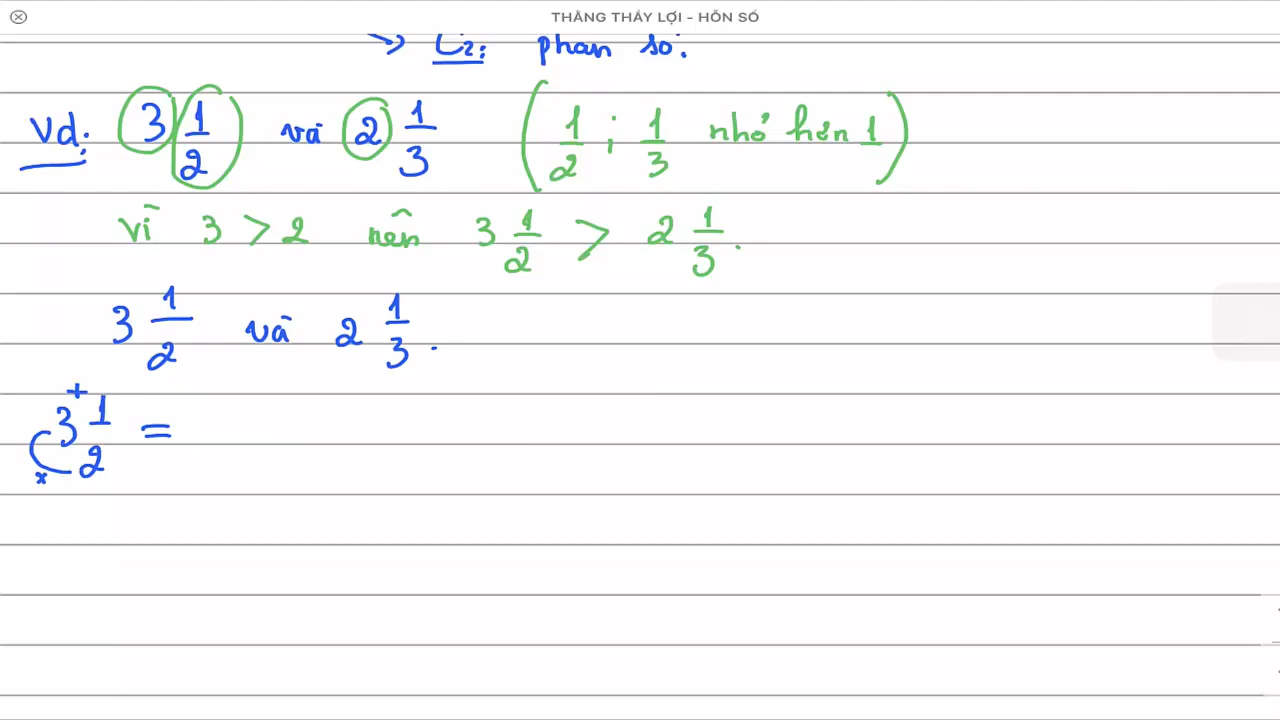 THẰNG THẦY LỢI - HỖN SỐ
→ C2: phân số.
Vd: 3 1/2 và 2 1/3 (1/2 ; 1/3 nhỏ hơn 1)
Vì 3 > 2 nên 3 1/2 > 2 1/3.
3 1/2 và 2 1/3.
3 + 1/2 = x